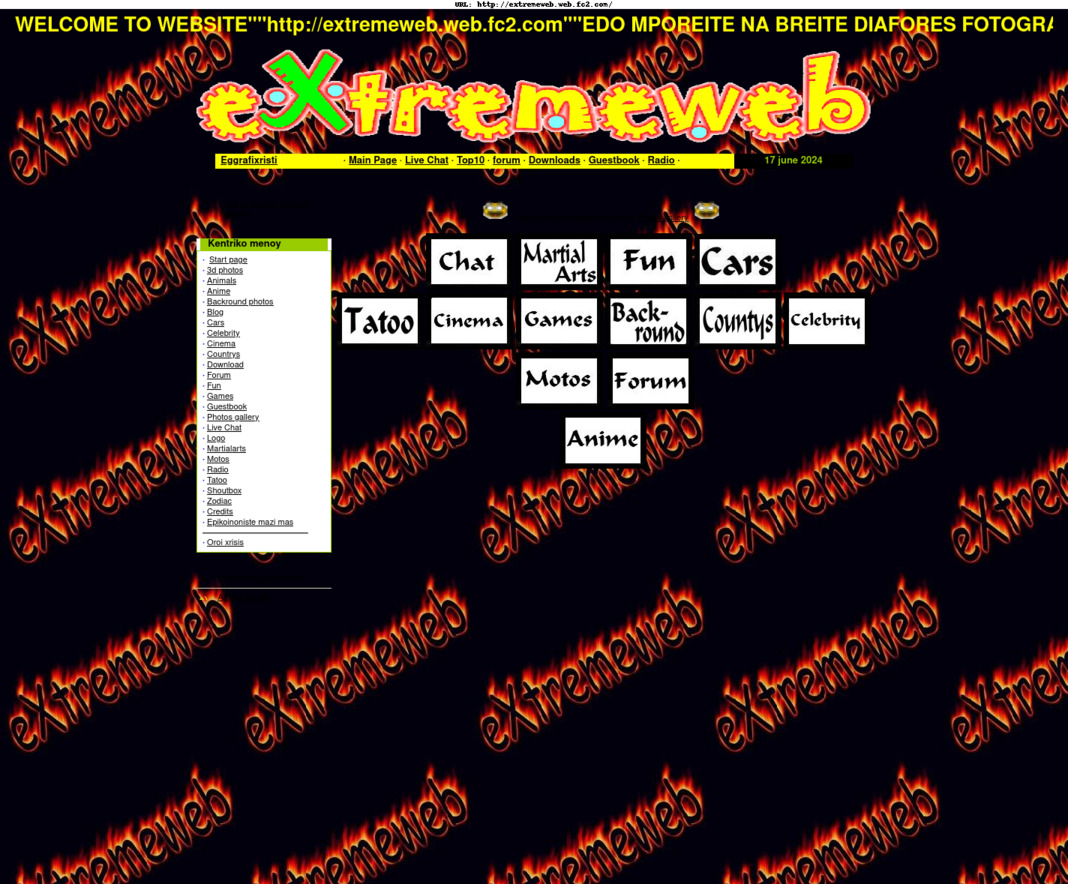 URL: http://extremeweb.web.fc2.com/
WELCOME TO WEBSITE""http://extremeweb.web.fc2.com""EDO MPOREITE NA BREITE DIAFORES FOTOGRA
eXtremeweb
Eggrafixristi · Main Page · Live Chat · Top10 · forum · Downloads · Guestbook · Radio · 17 june 2024
Kentriko menoy
· Start page
· 3d photos
· Animals
· Anime
· Backround photos
· Blog
· Cars
· Celebrity
· Cinema
· Countrys
· Download
· Forum
· Fun
· Games
· Guestbook
· Photos gallery
· Live Chat
· Logo
· Martialarts
· Motos
· Radio
· Tatoo
· Shoutbox
· Zodiac
· Credits
· Epikoinoniste mazi mas
· Oroi xrisis
Chat
Martial
Arts
Fun
Cars
Tatoo
Cinema
Games
Back-
round
Countys
Celebrity
Motos
Forum
Anime